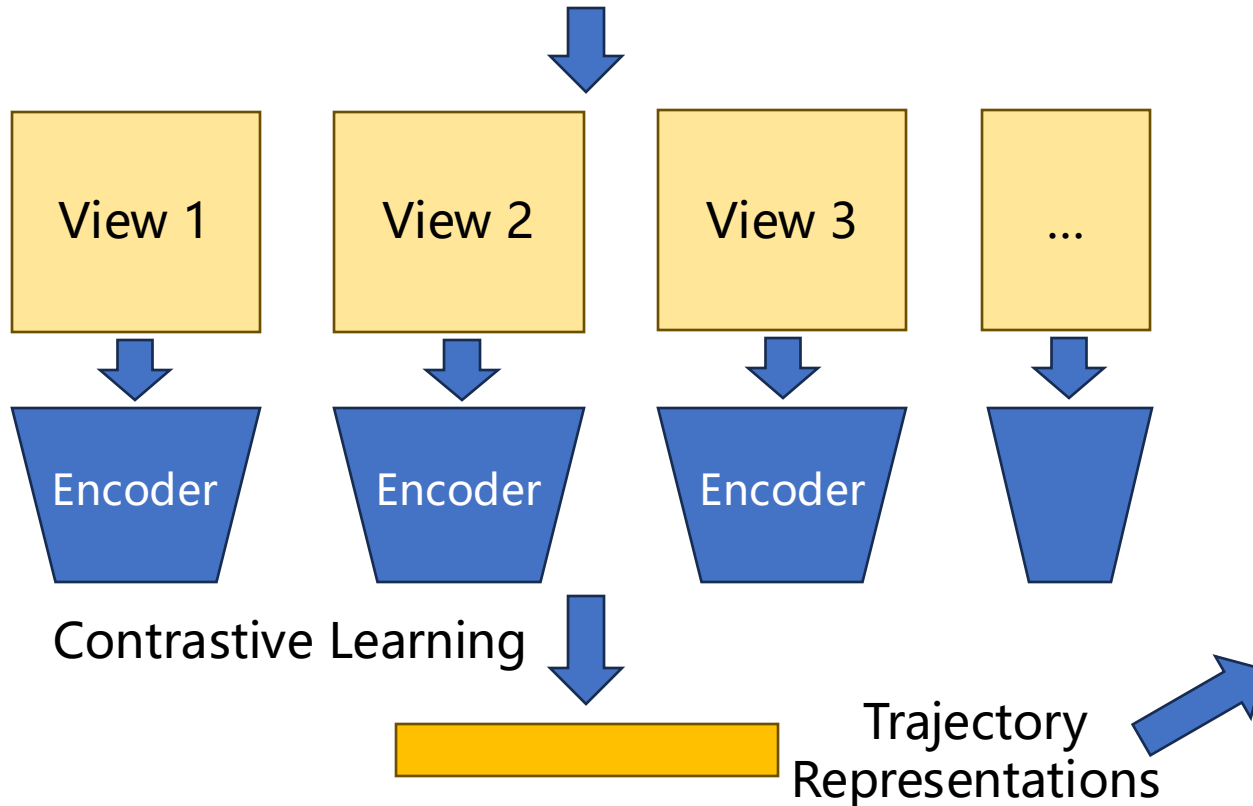 View 1
View 2
View 3
...
Encoder
Encoder
Encoder
Contrastive Learning
Trajectory
Representations